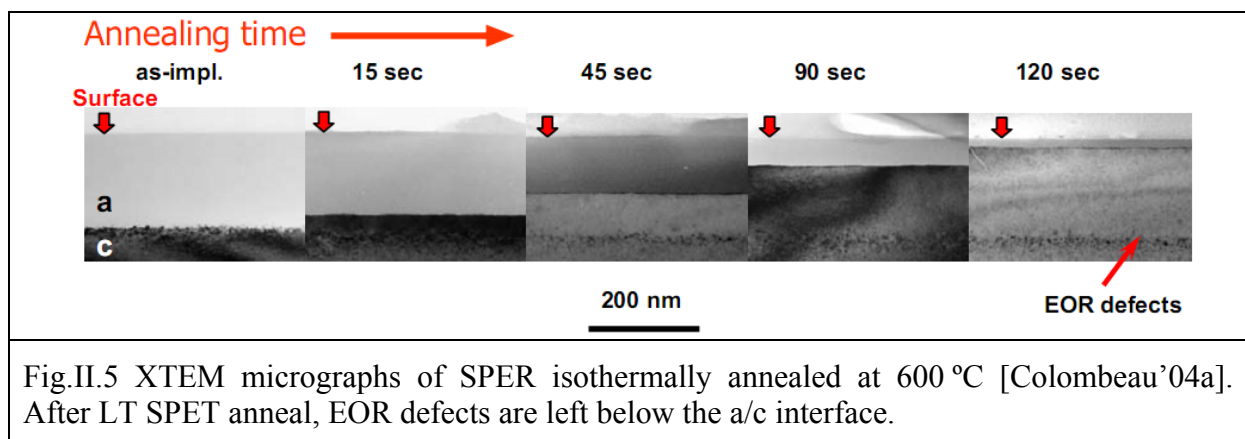 Annealing time
as-impl. 15 sec 45 sec 90 sec 120 sec
Surface
a
c
200 nm
EOR defects
Fig.II.5 XTEM micrographs of SPER isothermally annealed at 600 ºC [Colombeau’04a].
After LT SPET anneal, EOR defects are left below the a/c interface.